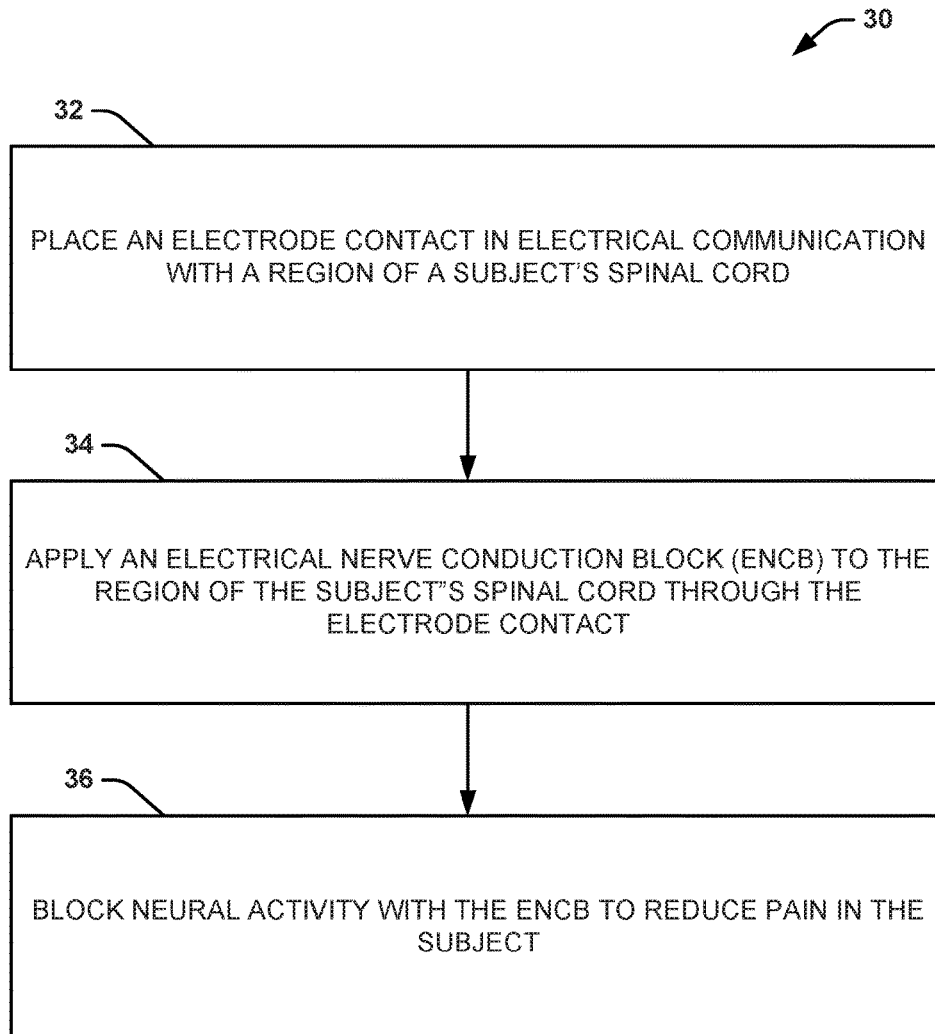 30
32
PLACE AN ELECTRODE CONTACT IN ELECTRICAL COMMUNICATION
WITH A REGION OF A SUBJECT'S SPINAL CORD
34
APPLY AN ELECTRICAL NERVE CONDUCTION BLOCK (ENCB) TO THE
REGION OF THE SUBJECT"S SPINAL CORD THROUGH THE
ELECTRODE CONTACT
36
BLOCK NEURAL ACTIVITY WITH THE ENCB TO REDUCE PAIN IN THE
SUBJECT